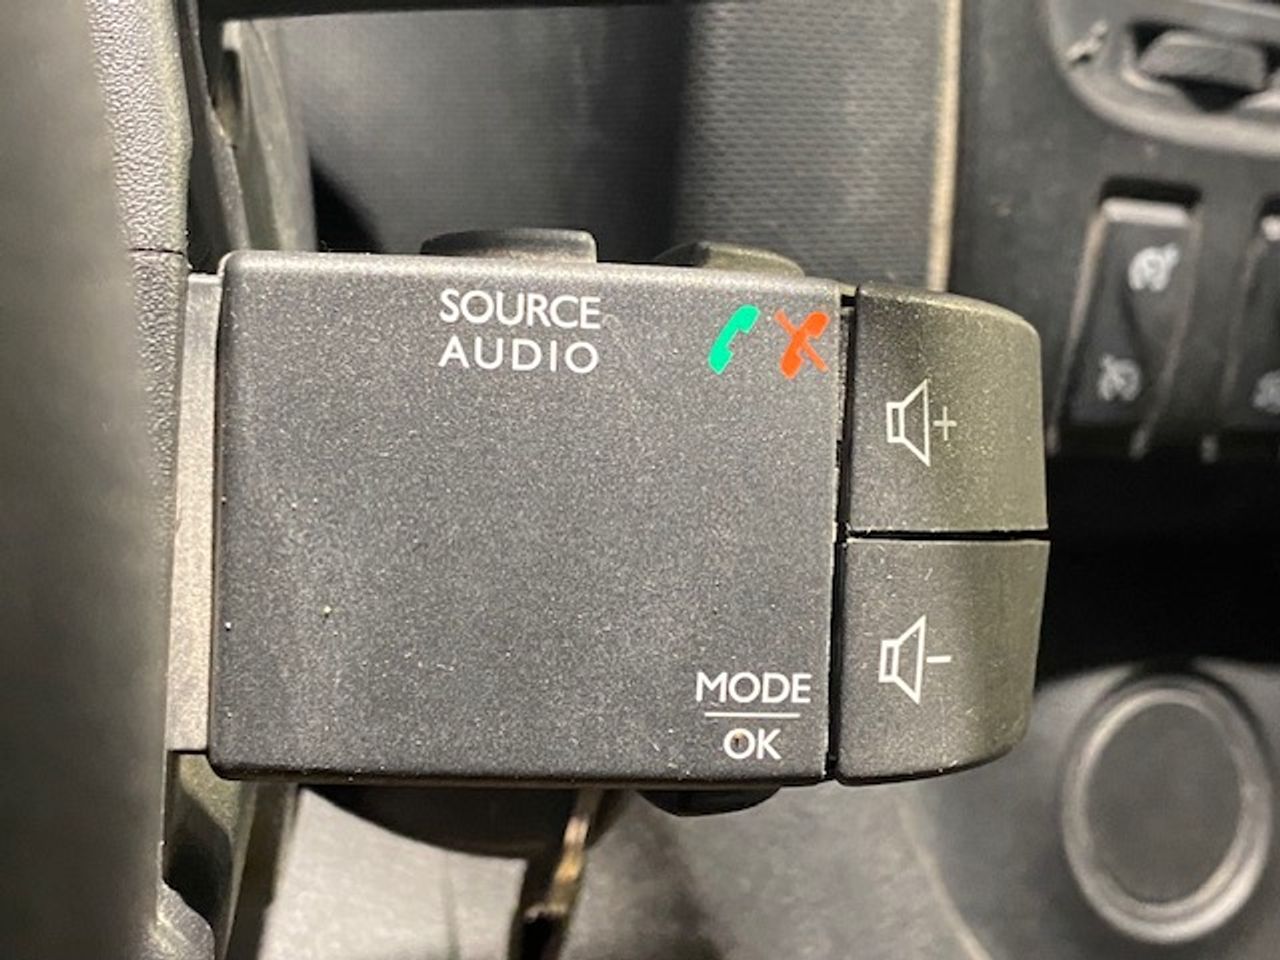 SOURCE
AUDIO
+
-
MODE
OK